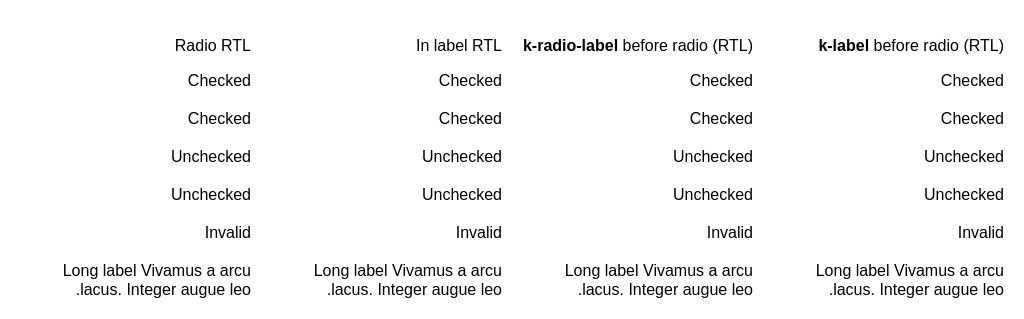 Radio RTL
In label RTL
k-radio-label before radio (RTL)
k-label before radio (RTL)
Checked
Checked
Checked
Checked
Checked
Checked
Checked
Checked
Unchecked
Unchecked
Unchecked
Unchecked
Unchecked
Unchecked
Unchecked
Unchecked
Invalid
Invalid
Invalid
Invalid
Long label Vivamus a arcu
.lacus. Integer augue leo
Long label Vivamus a arcu
.lacus. Integer augue leo
Long label Vivamus a arcu
.lacus. Integer augue leo
Long label Vivamus a arcu
.lacus. Integer augue leo